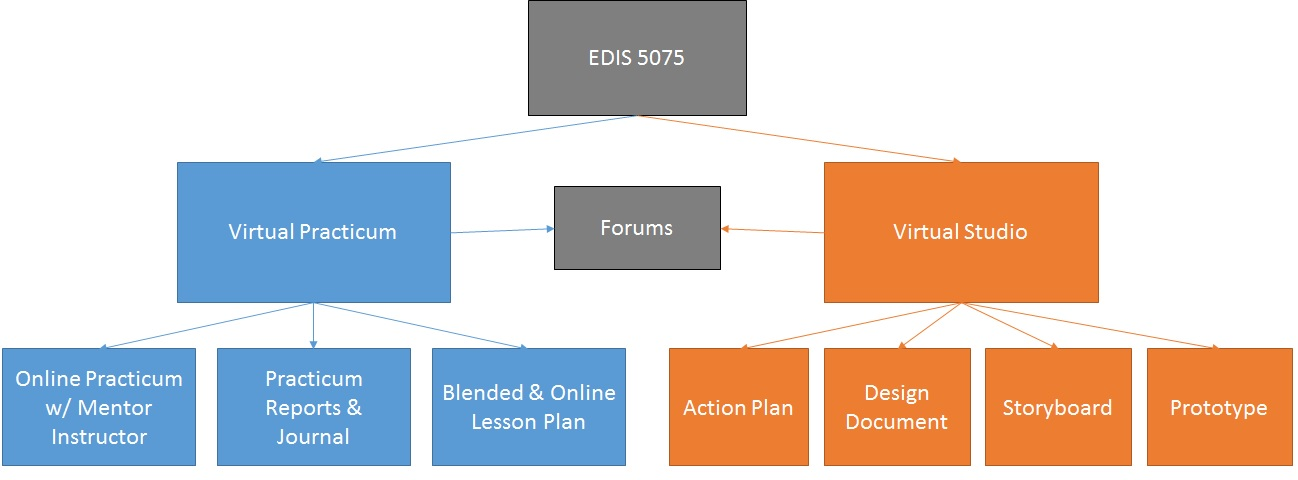 EDIS 5075
Virtual Practicum
Forums
Virtual Studio
Online Practicum
w/ Mentor
Instructor
Practicum
Reports &
Journal
Blended & Online
Lesson Plan
Action Plan
Design
Document
Storyboard
Prototype